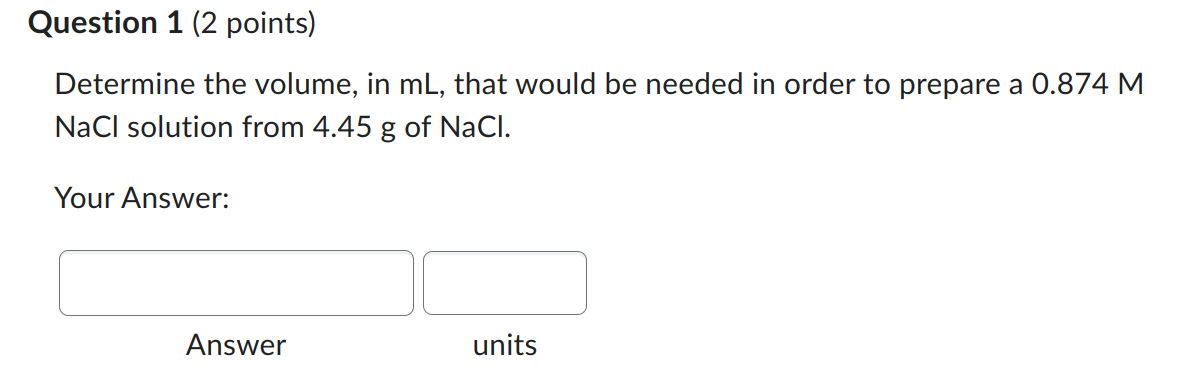 Question 1 (2 points)
Determine the volume, in mL, that would be needed in order to prepare a 0.874 M
NaCl solution from 4.45 g of NaCl.
Your Answer:
Answer
units